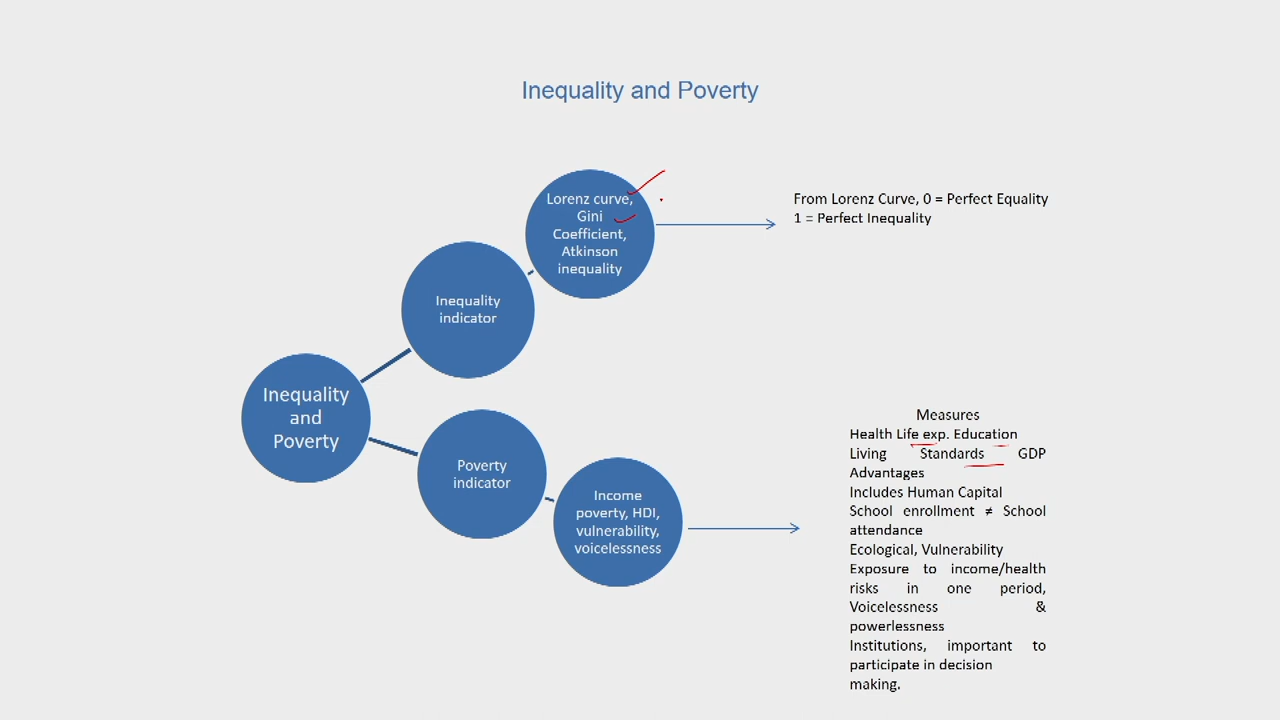 Inequality and Poverty
Lorenz curve,
Gini
Coefficient,
Atkinson
inequality
From Lorenz Curve, 0 = Perfect Equality
1 = Perfect Inequality
Inequality
indicator
Inequality
and
Poverty
Poverty
indicator
Income
poverty, HDI,
vulnerability,
voicelessness
Measures
Health Life exp. Education
Living Standards GDP
Advantages
Includes Human Capital
School enrollment ≠ School
attendance
Ecological, Vulnerability
Exposure to income/health
risks in one period,
Voicelessness &
powerlessness
Institutions, important to
participate in decision
making.